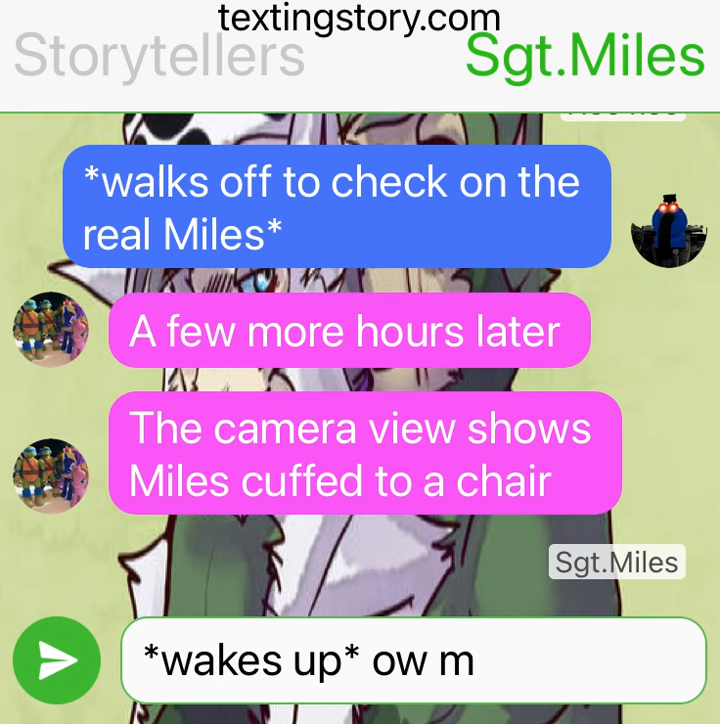 textingstory.com
Storytellers
Sgt.Miles
*walks off to check on the
real Miles*
A few more hours later
The camera view shows
Miles cuffed to a chair
Sgt.Miles
*wakes up* ow m